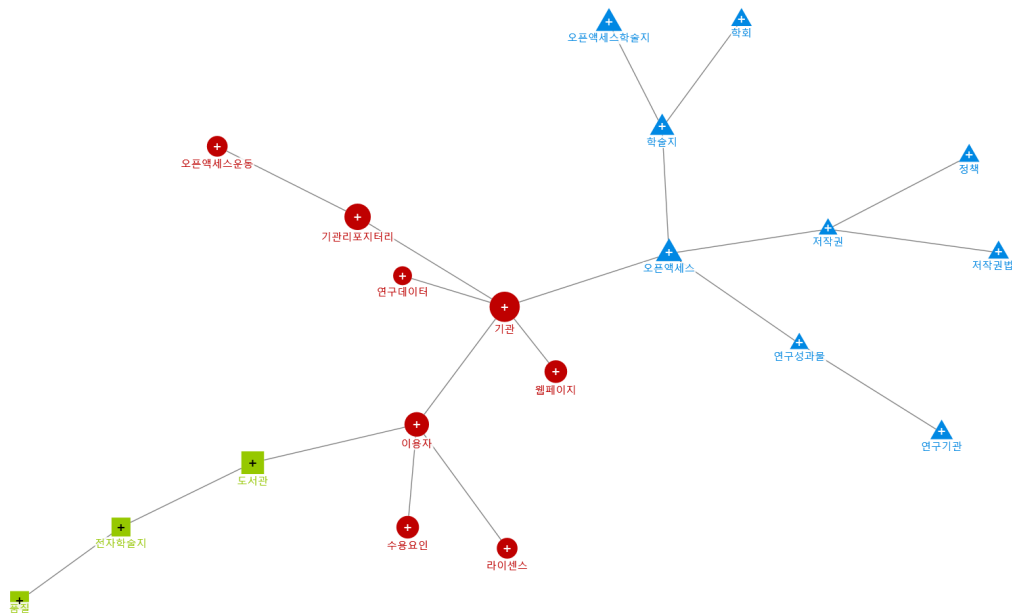 오픈액세스학술지
학회
학술지
오픈액세스운동
정책
기관리포지터리
저작권
저작권법
오픈액세스
연구데이터
기관
연구성과물
웹페이지
이용자
연구기관
도서관
전자학술지
수용요인
라이센스
품질